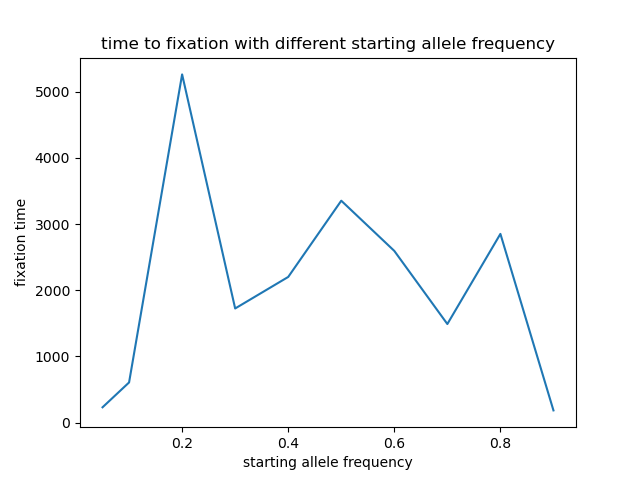 time to fixation with different starting allele frequency
5000
4000
3000
2000
1000
0
fixation time
0.2 0.4 0.6 0.8
starting allele frequency